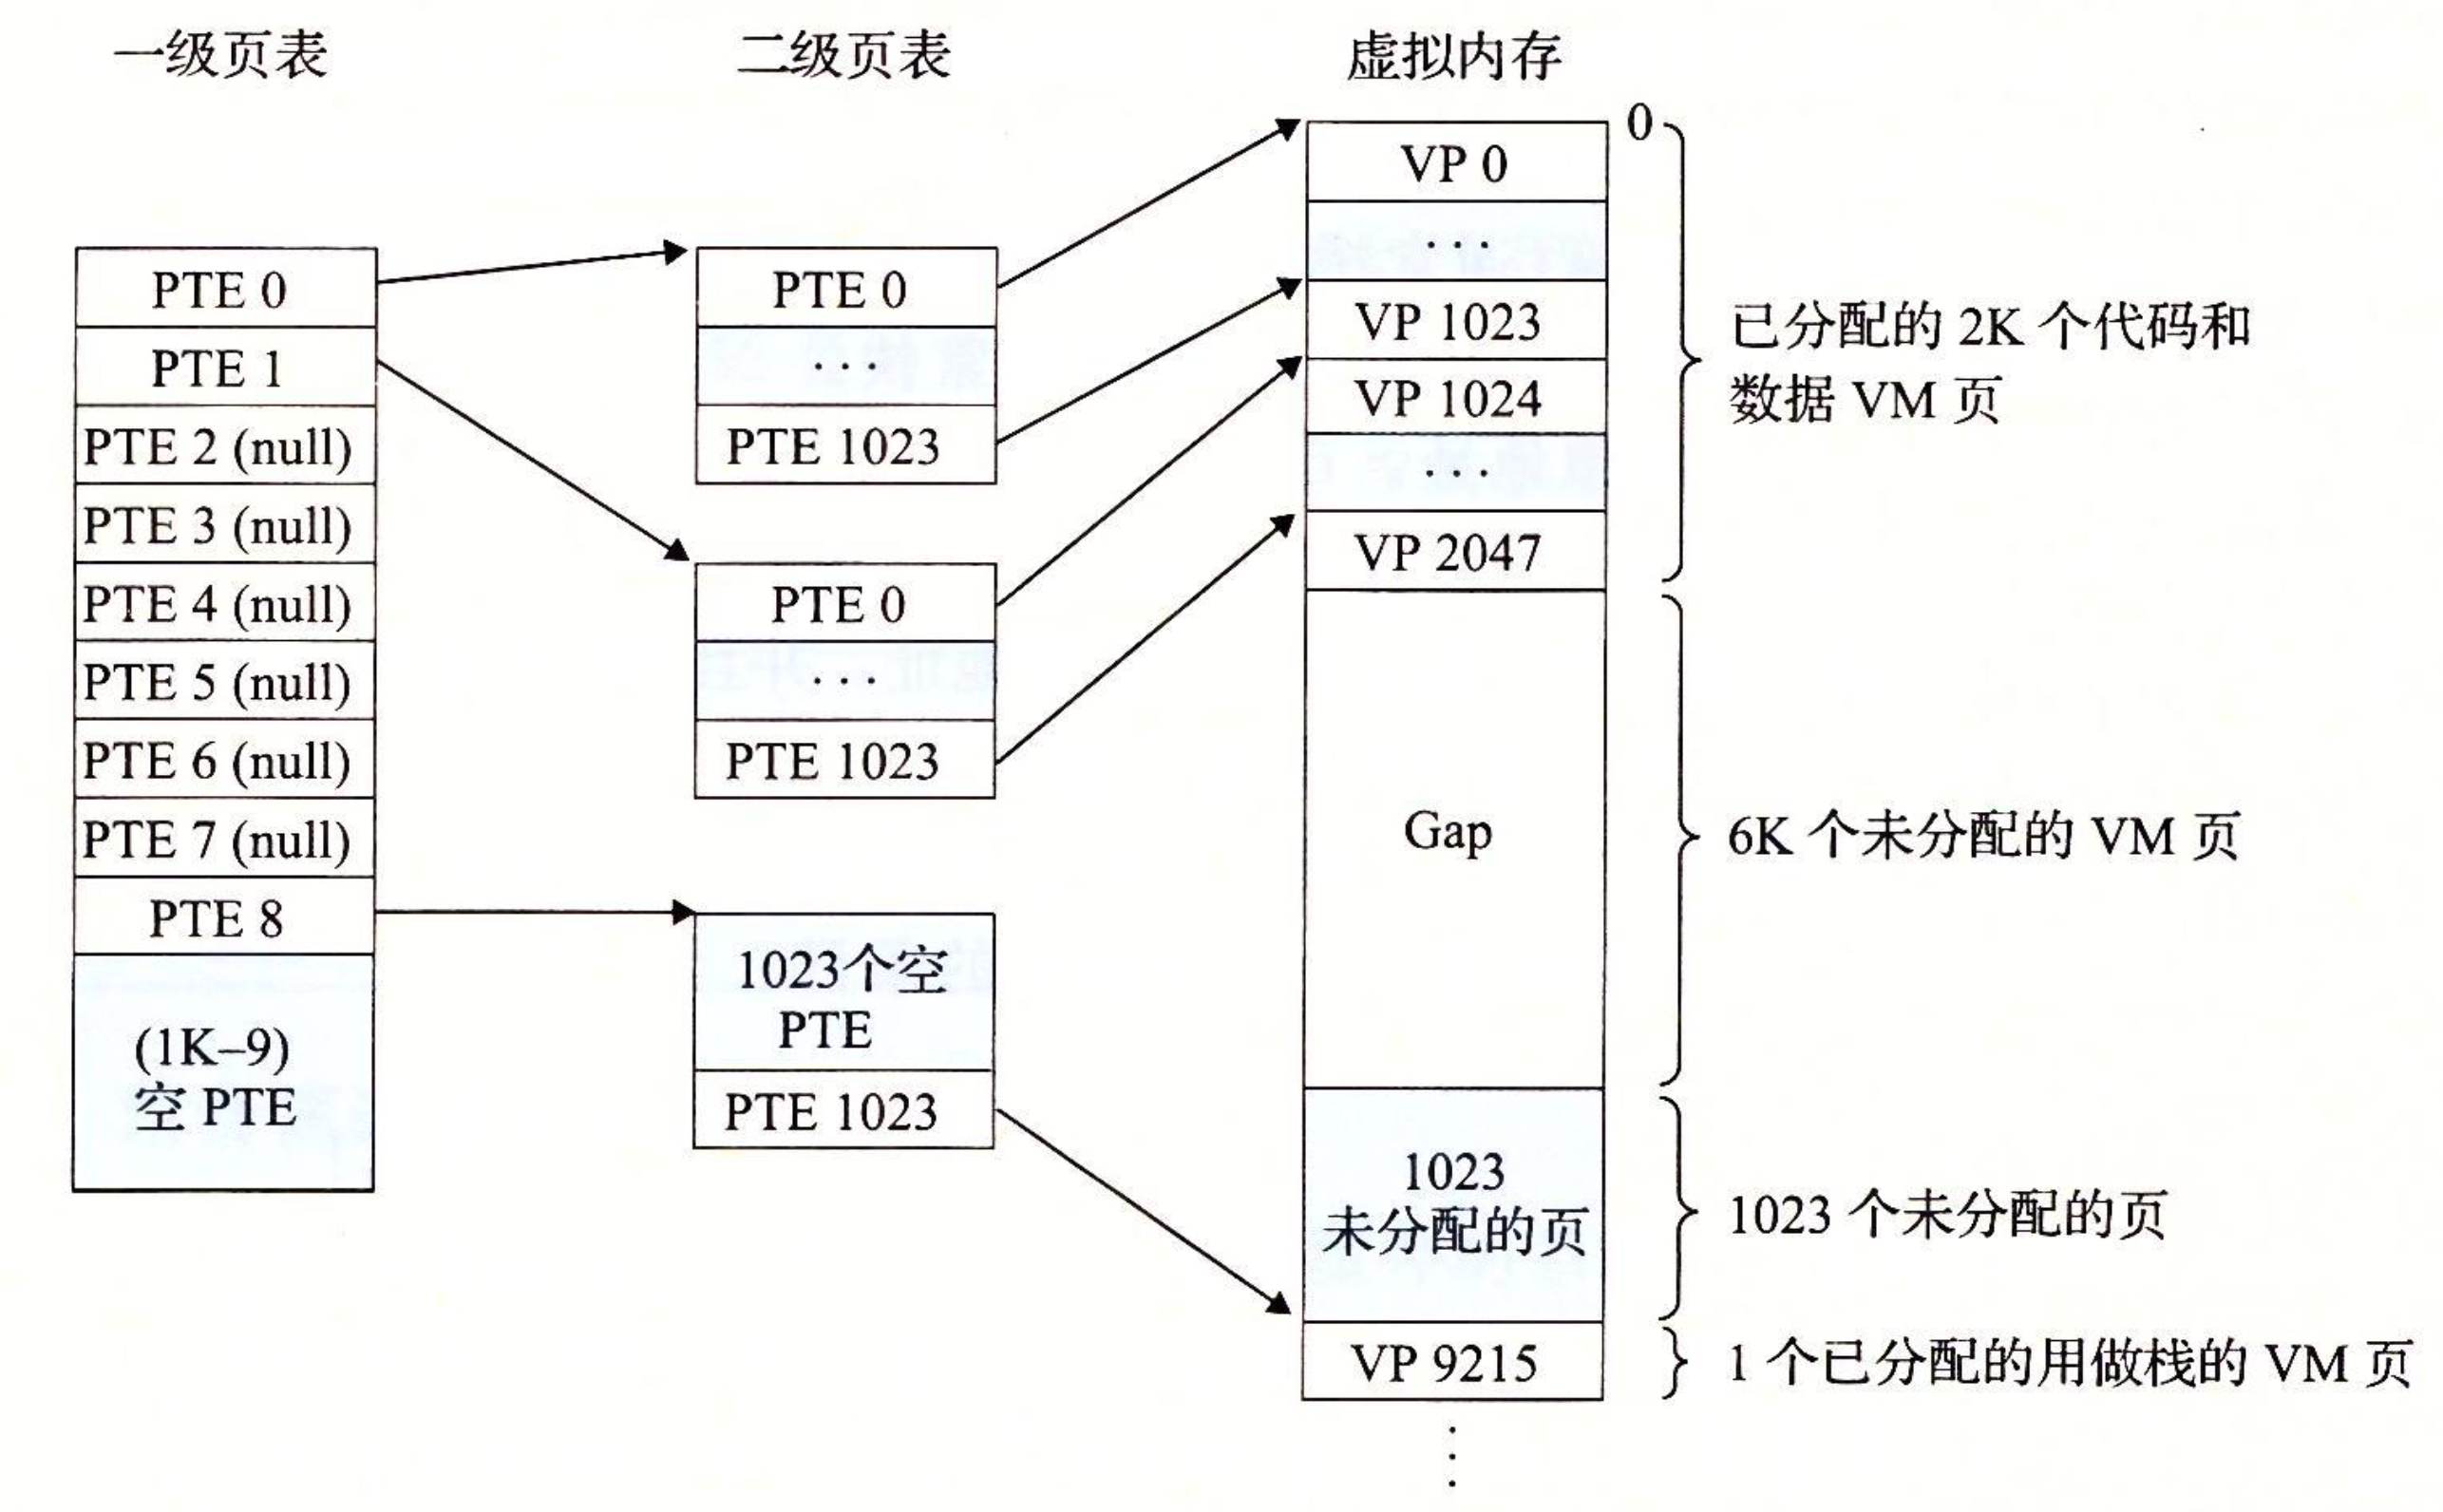 一级页表
二级页表
虚拟内存
PTE 0
PTE 1
PTE 2 (null)
PTE 3 (null)
PTE 4 (null)
PTE 5 (null)
PTE 6 (null)
PTE 7 (null)
PTE 8
(1K–9)
空 PTE
PTE 0
...
PTE 1023
PTE 0
...
PTE 1023
1023个空
PTE
PTE 1023
0
VP 0
...
VP 1023
VP 1024
...
VP 2047
Gap
1023
未分配的页
VP 9215
已分配的 2K 个代码和
数据 VM 页
6K 个未分配的 VM 页
1023 个未分配的页
1 个已分配的用做栈的 VM 页